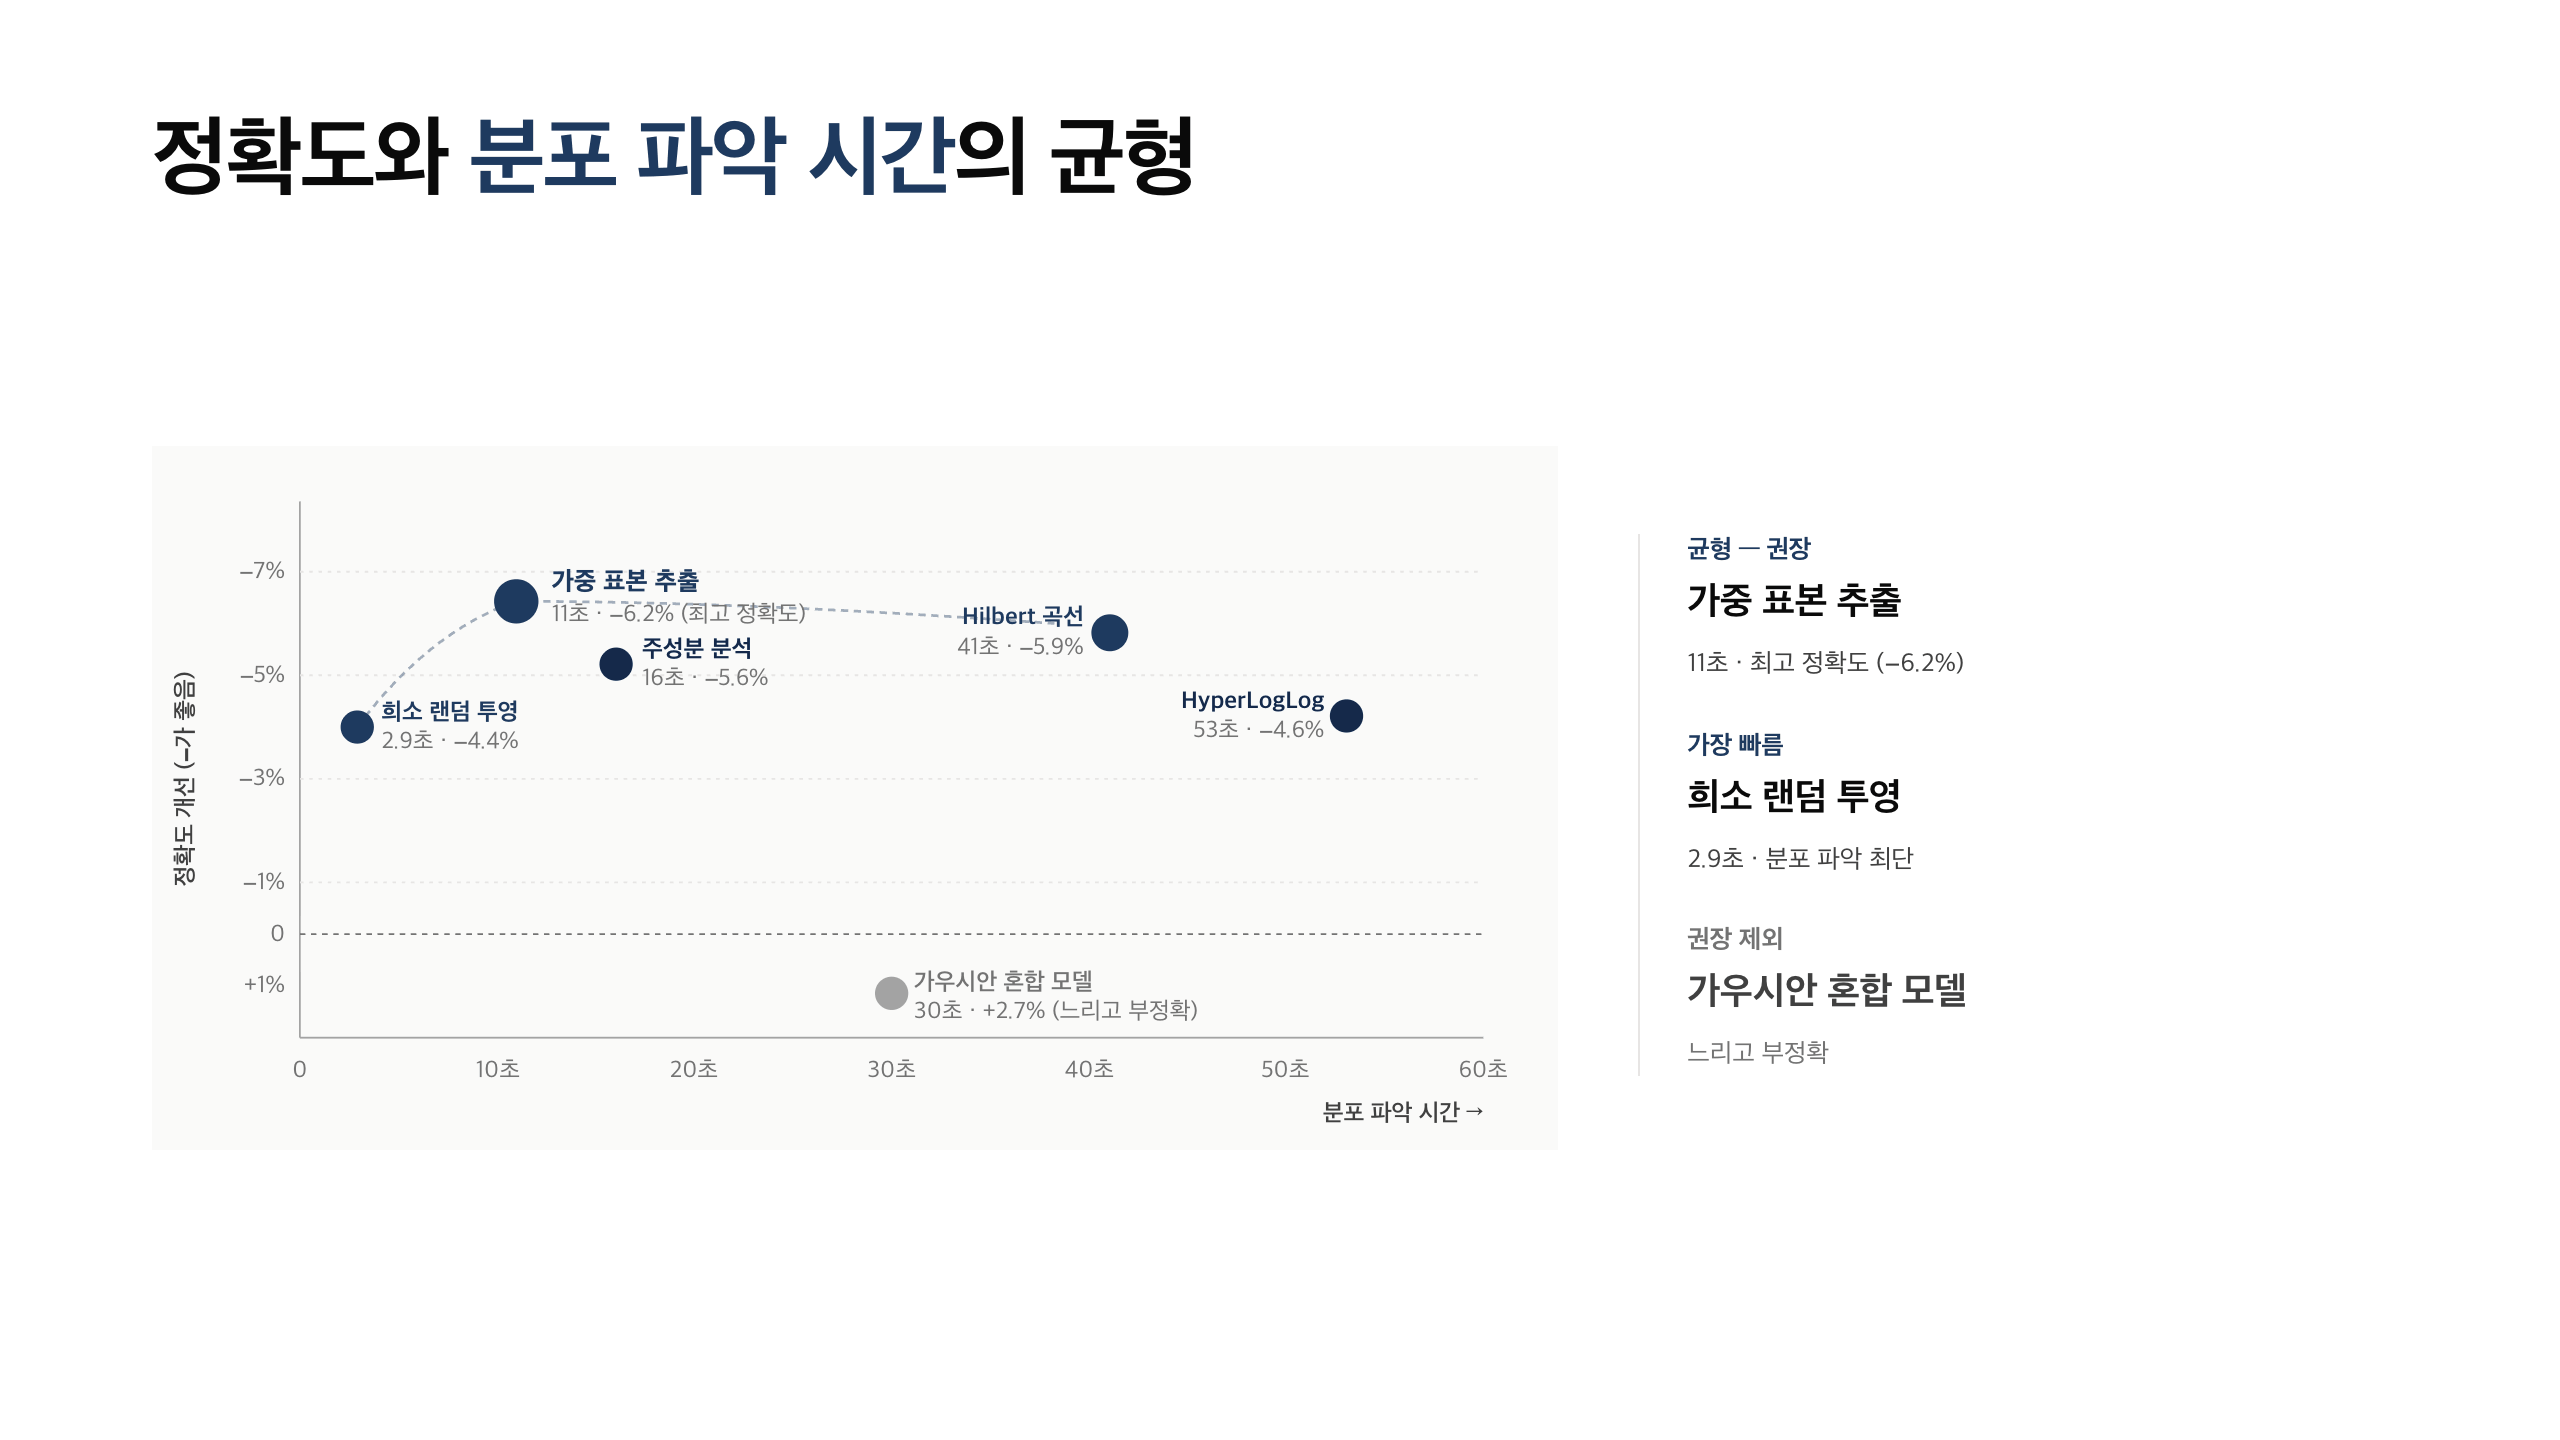 정확도와 분포 파악 시간의 균형
정확도 개선 (−가 좋음)
−7%
−5%
−3%
−1%
0
+1%
가중 표본 추출
11초 · −6.2% (최고 정확도)
주성분 분석
16초 · −5.6%
희소 랜덤 투영
2.9초 · −4.4%
Hilbert 곡선
41초 · −5.9%
HyperLogLog
53초 · −4.6%
가우시안 혼합 모델
30초 · +2.7% (느리고 부정확)
0
10초
20초
30초
40초
50초
60초
분포 파악 시간 →
균형 — 권장
가중 표본 추출
11초 · 최고 정확도 (−6.2%)
가장 빠름
희소 랜덤 투영
2.9초 · 분포 파악 최단
권장 제외
가우시안 혼합 모델
느리고 부정확